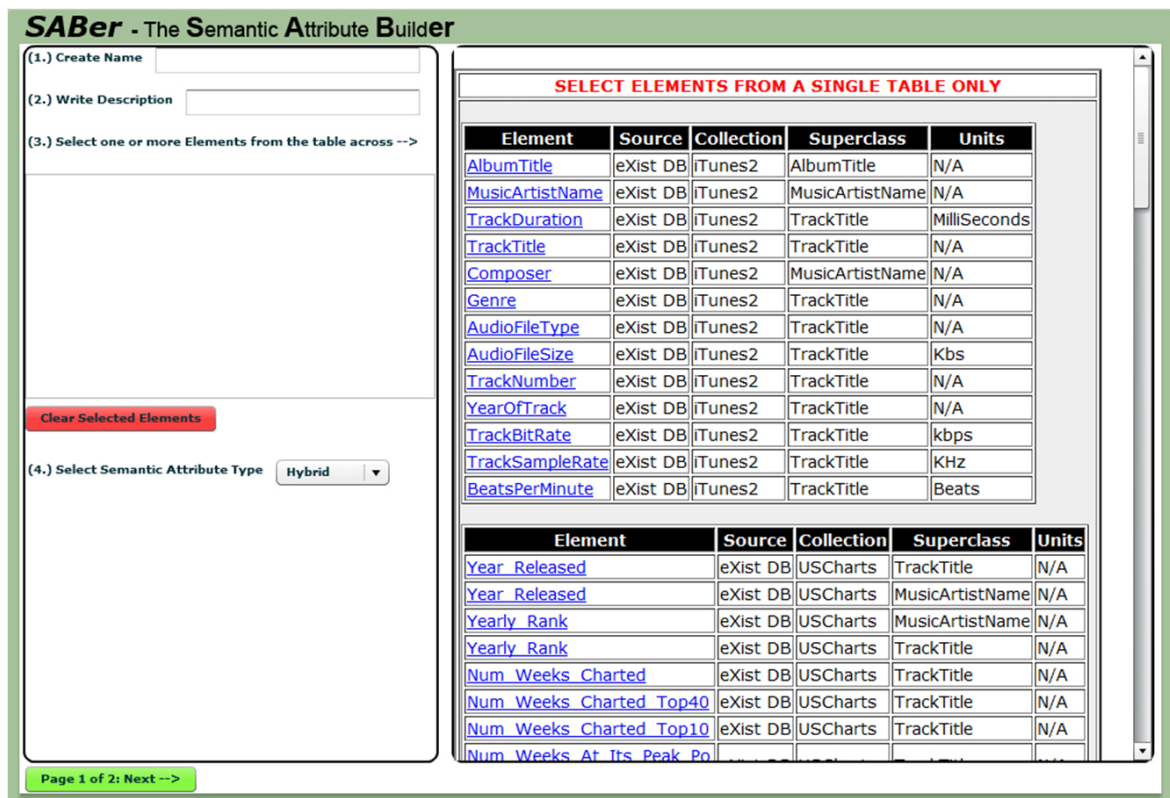 SABer - The Semantic Attribute Builder
(1.) Create Name
(2.) Write Description
(3.) Select one or more Elements from the table across -->
Clear Selected Elements
(4.) Select Semantic Attribute Type Hybrid
Page 1 of 2: Next -->
SELECT ELEMENTS FROM A SINGLE TABLE ONLY
Element Source Collection Superclass Units
AlbumTitle eXist DB iTunes2 AlbumTitle N/A
MusicArtistName eXist DB iTunes2 MusicArtistName N/A
TrackDuration eXist DB iTunes2 TrackTitle MilliSeconds
TrackTitle eXist DB iTunes2 TrackTitle N/A
Composer eXist DB iTunes2 MusicArtistName N/A
Genre eXist DB iTunes2 TrackTitle N/A
AudioFileType eXist DB iTunes2 TrackTitle N/A
AudioFileSize eXist DB iTunes2 TrackTitle Kbs
TrackNumber eXist DB iTunes2 TrackTitle N/A
YearOfTrack eXist DB iTunes2 TrackTitle N/A
TrackBitRate eXist DB iTunes2 TrackTitle kbps
TrackSampleRate eXist DB iTunes2 TrackTitle KHz
BeatsPerMinute eXist DB iTunes2 TrackTitle Beats
Element Source Collection Superclass Units
Year_Released eXist DB USCharts TrackTitle N/A
Year_Released eXist DB USCharts MusicArtistName N/A
Yearly_Rank eXist DB USCharts MusicArtistName N/A
Yearly_Rank eXist DB USCharts TrackTitle N/A
Num_Weeks_Charted eXist DB USCharts TrackTitle N/A
Num_Weeks_Charted_Top40 eXist DB USCharts TrackTitle N/A
Num_Weeks_Charted_Top10 eXist DB USCharts TrackTitle N/A
Num_Weeks_At_Its_Peak_Po